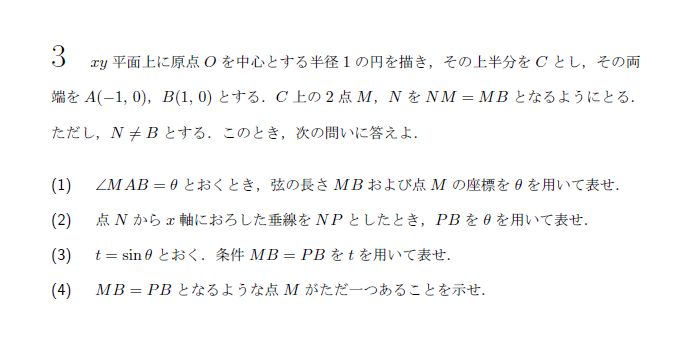 3 xy 平面上に原点 O を中心とする半径 1 の円を描き，その上半分を C とし，その両
端を A(−1, 0)，B(1, 0) とする．C 上の 2 点 M，N を NM = MB となるようにとる．
ただし，N ≠ B とする．このとき，次の問いに答えよ．
(1) ∠MAB = θ とおくとき，弦の長さ MB および点 M の座標を θ を用いて表せ．
(2) 点 N から x 軸におろした垂線を NP としたとき，PB を θ を用いて表せ．
(3) t = sin θ とおく．条件 MB = PB を t を用いて表せ．
(4) MB = PB となるような点 M がただ一つあることを示せ．